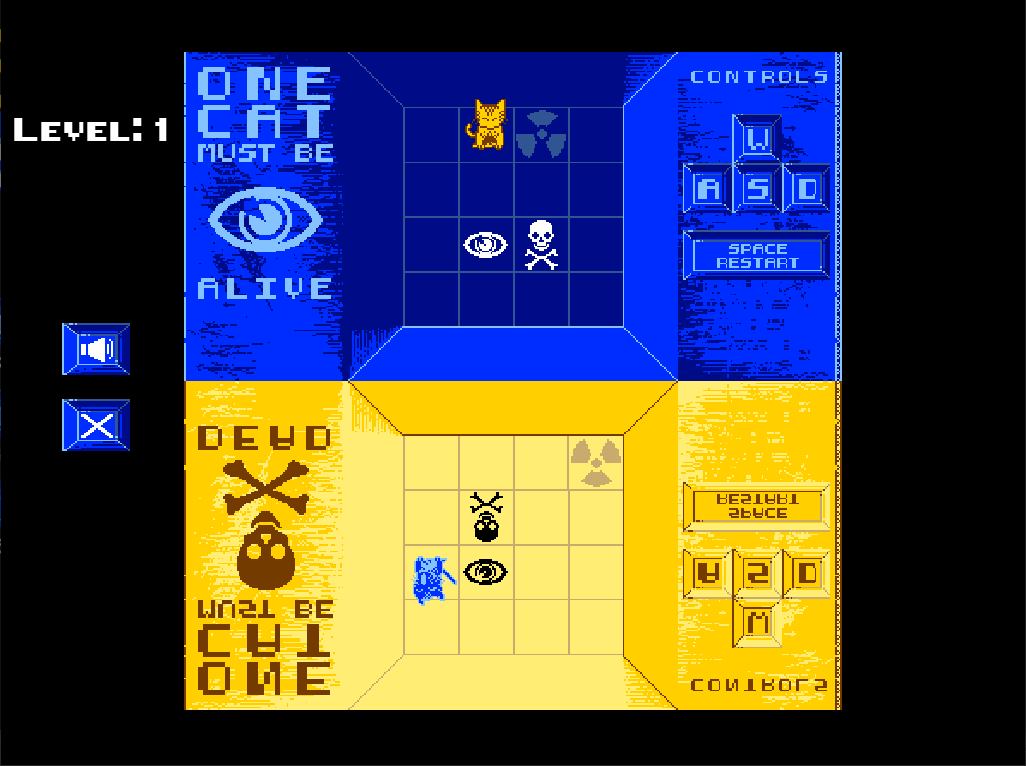 ONE
CAT
MUST BE
ALIVE
LEVEL: 1
CONTROLS
W
A S D
SPACE
RESTART
DEAD
MUST BE
CAT
ONE
RESTART
SPACE
A S D
W
CONTROLS